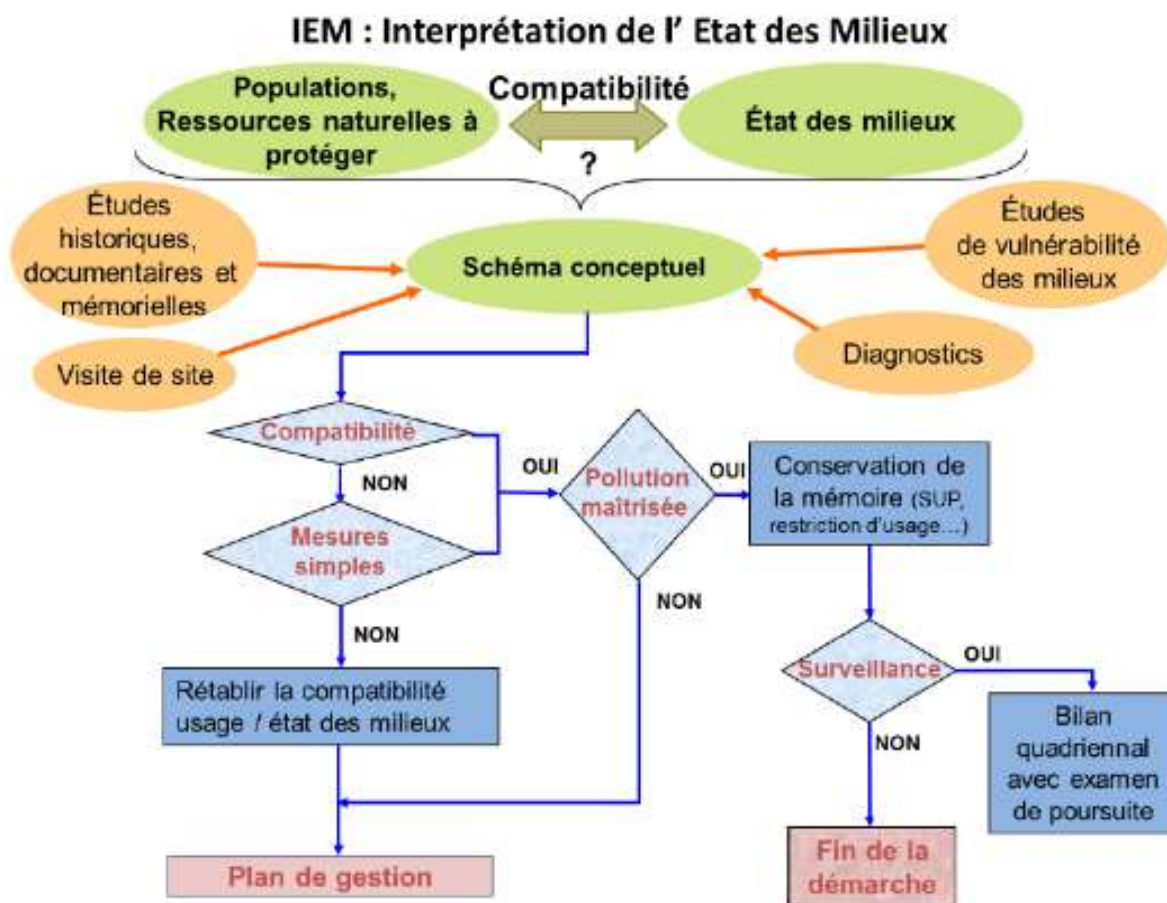 IEM : Interprétation de l’ Etat des Milieux
Populations,
Ressources naturelles à
protéger
Compatibilité
?
État des milieux
Études
historiques,
documentaires et
mémorielles
Schéma conceptuel
Études
de vulnérabilité
des milieux
Visite de site
Diagnostics
Compatibilité
NON
OUI
Mesures
simples
NON
Pollution
maîtrisée
OUI
NON
Conservation de
la mémoire (SUP,
restriction d’usage...)
Rétablir la compatibilité
usage / état des milieux
Surveillance
OUI
NON
Bilan
quadriennal
avec examen
de poursuite
Plan de gestion
Fin de la
démarche